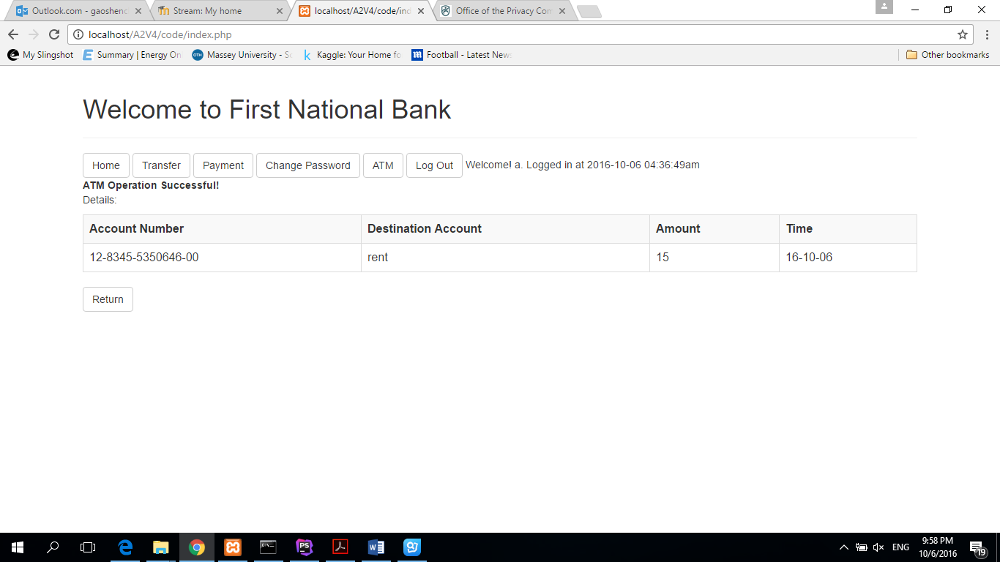 Outlook.com - gaoshenc
Stream: My home
localhost/A2V4/code/ind
Office of the Privacy Com
localhost/A2V4/code/index.php
My Slingshot Summary | Energy On OTH Massey University - Sc Kaggle: Your Home fo Football - Latest News Other bookmarks
Welcome to First National Bank
Home Transfer Payment Change Password ATM Log Out Welcome! a. Logged in at 2016-10-06 04:36:49am
ATM Operation Successful!
Details:
Account Number Destination Account Amount Time
12-8345-5350646-00 rent 15 16-10-06
Return
ENG
9:58 PM
10/6/2016
19